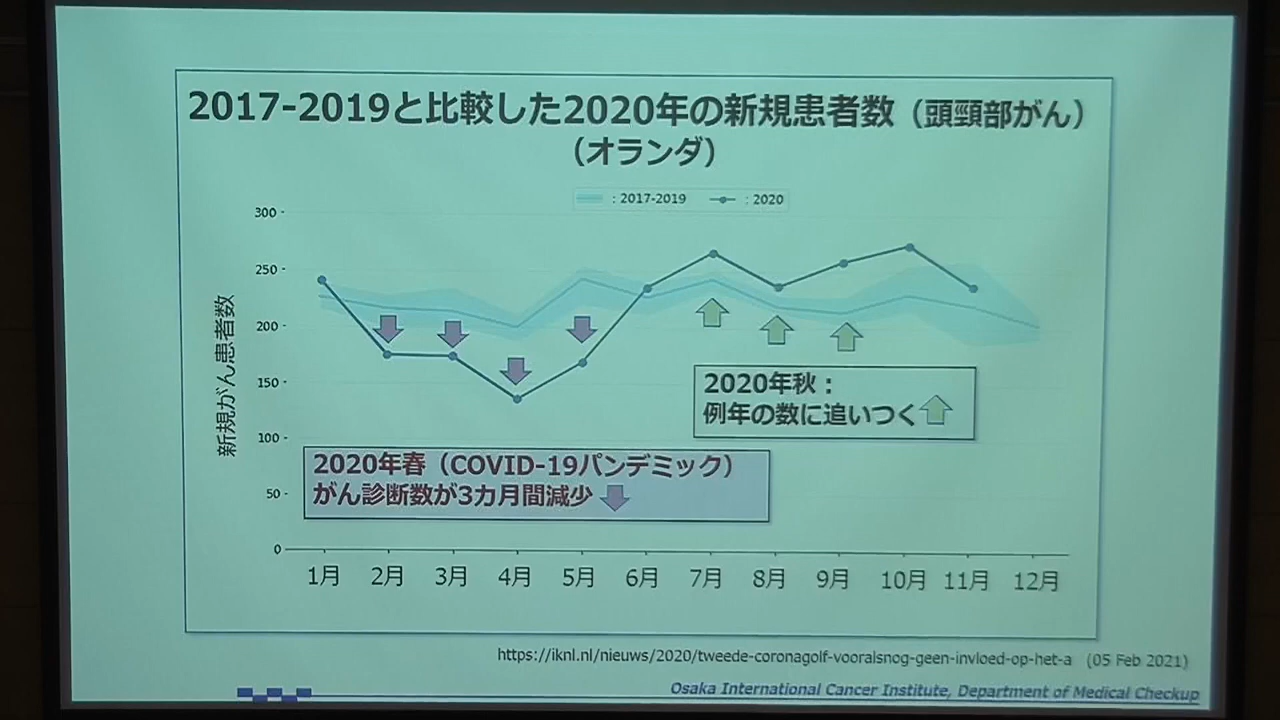 2017-2019と比較した2020年の新規患者数（頭頸部がん）
（オランダ）
: 2017-2019 : 2020
300
250
200
150
100
50
0
新規がん患者数
2020年秋：
例年の数に追いつく
2020年春（COVID-19パンデミック）
がん診断数が3カ月間減少
1月 2月 3月 4月 5月 6月 7月 8月 9月 10月 11月 12月
https://iknl.nl/nieuws/2020/tweede-coronagolf-vooralsnog-geen-invloed-op-het-a (05 Feb 2021)
Osaka International Cancer Institute, Department of Medical Checkup